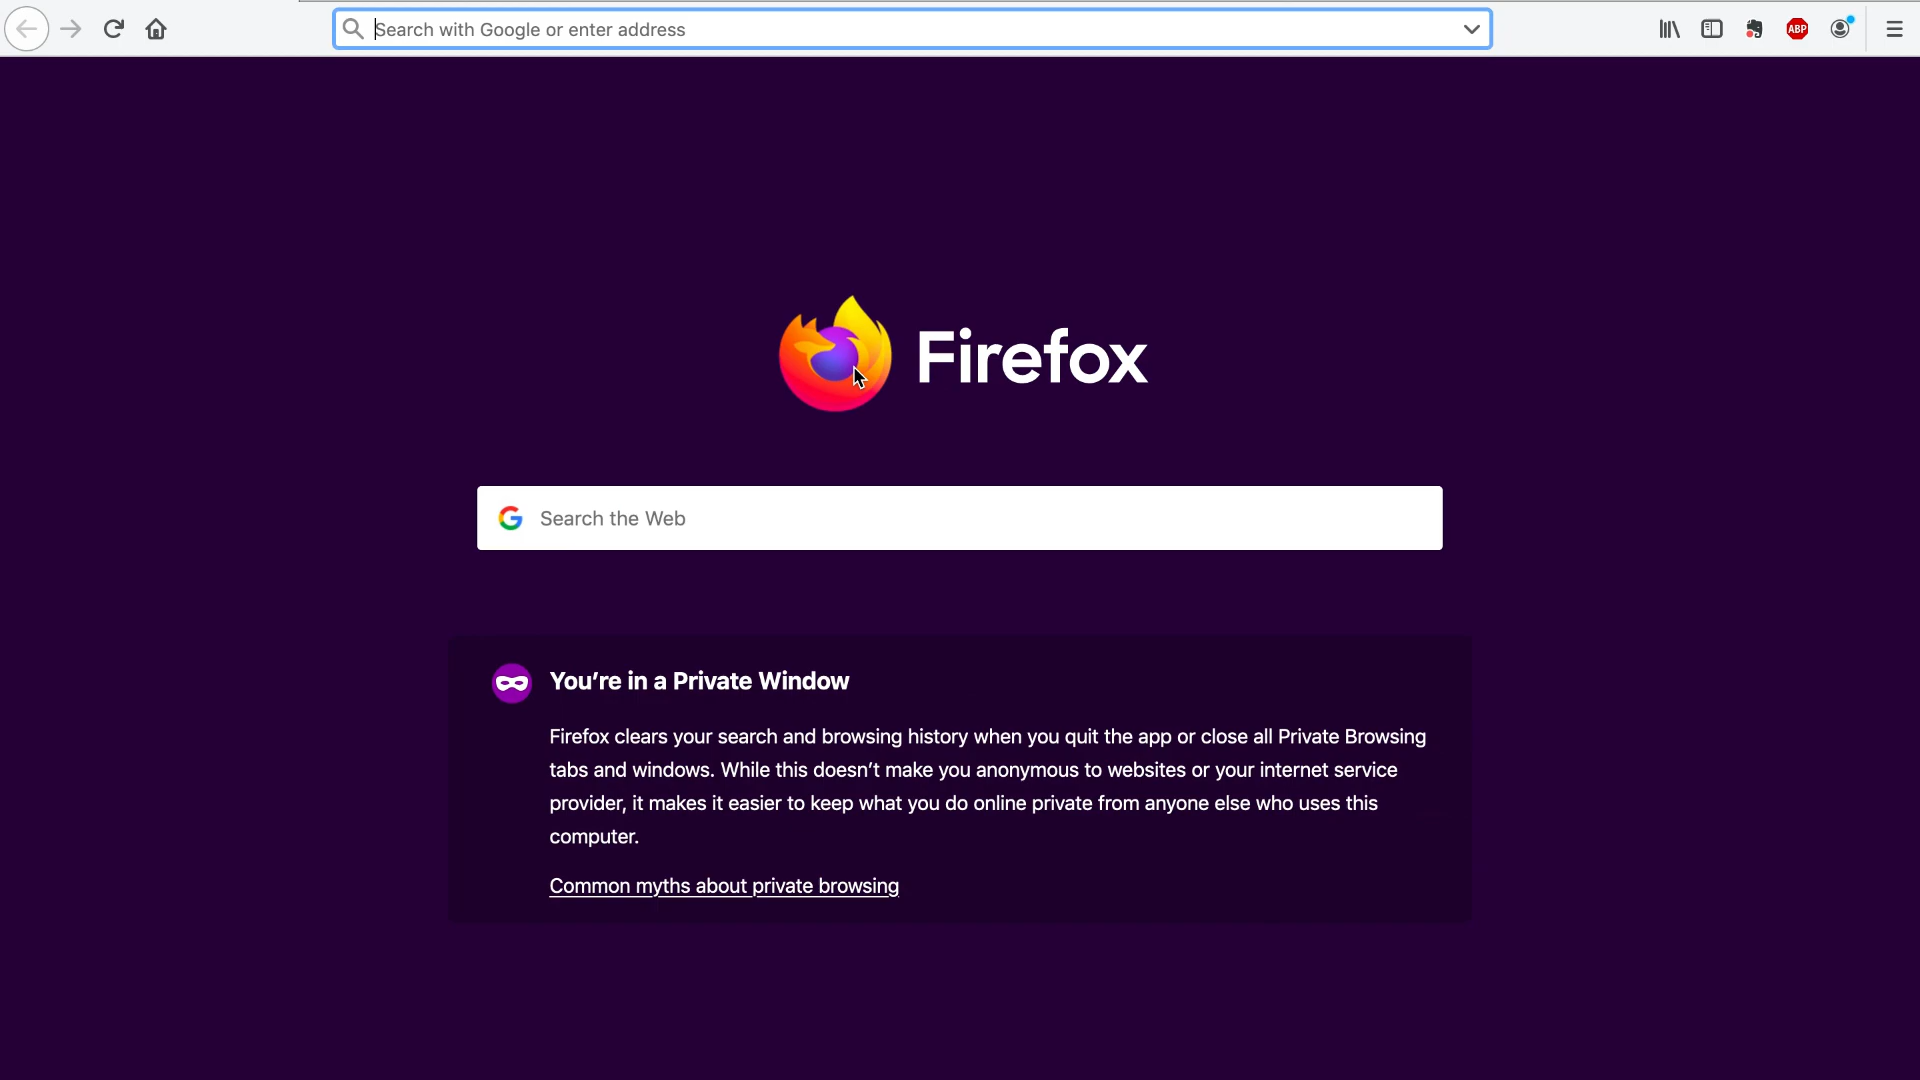 Search with Google or enter address
ABP
Firefox
Search the Web
You're in a Private Window
Firefox clears your search and browsing history when you quit the app or close all Private Browsing
tabs and windows. While this doesn't make you anonymous to websites or your internet service
provider, it makes it easier to keep what you do online private from anyone else who uses this
computer.
Common myths about private browsing